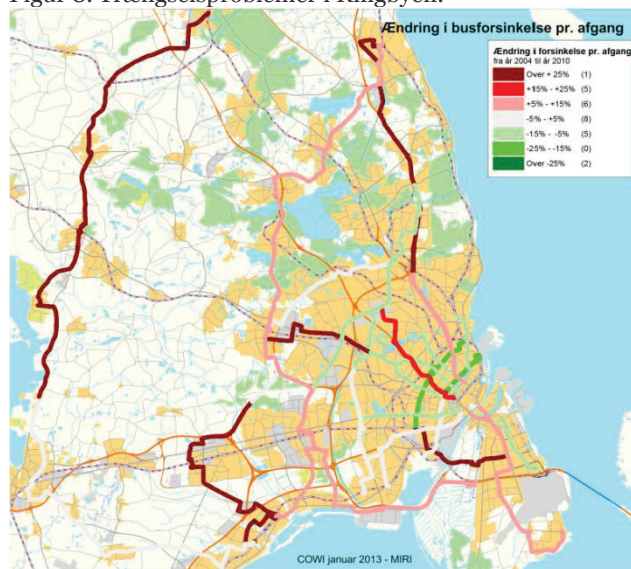 Figur 8. Trængselsproblemer i Ringbyen.
Ændring i busforsinkelse pr. afgang
Ændring i forsinkelse pr. afgang
fra år 2004 til år 2010
Over + 25% (1)
+15% - +25% (5)
+5% - +15% (6)
-5% - +5% (8)
-15% - -5% (5)
-25% - -15% (0)
Over -25% (2)
COWI januar 2013 - MIRI